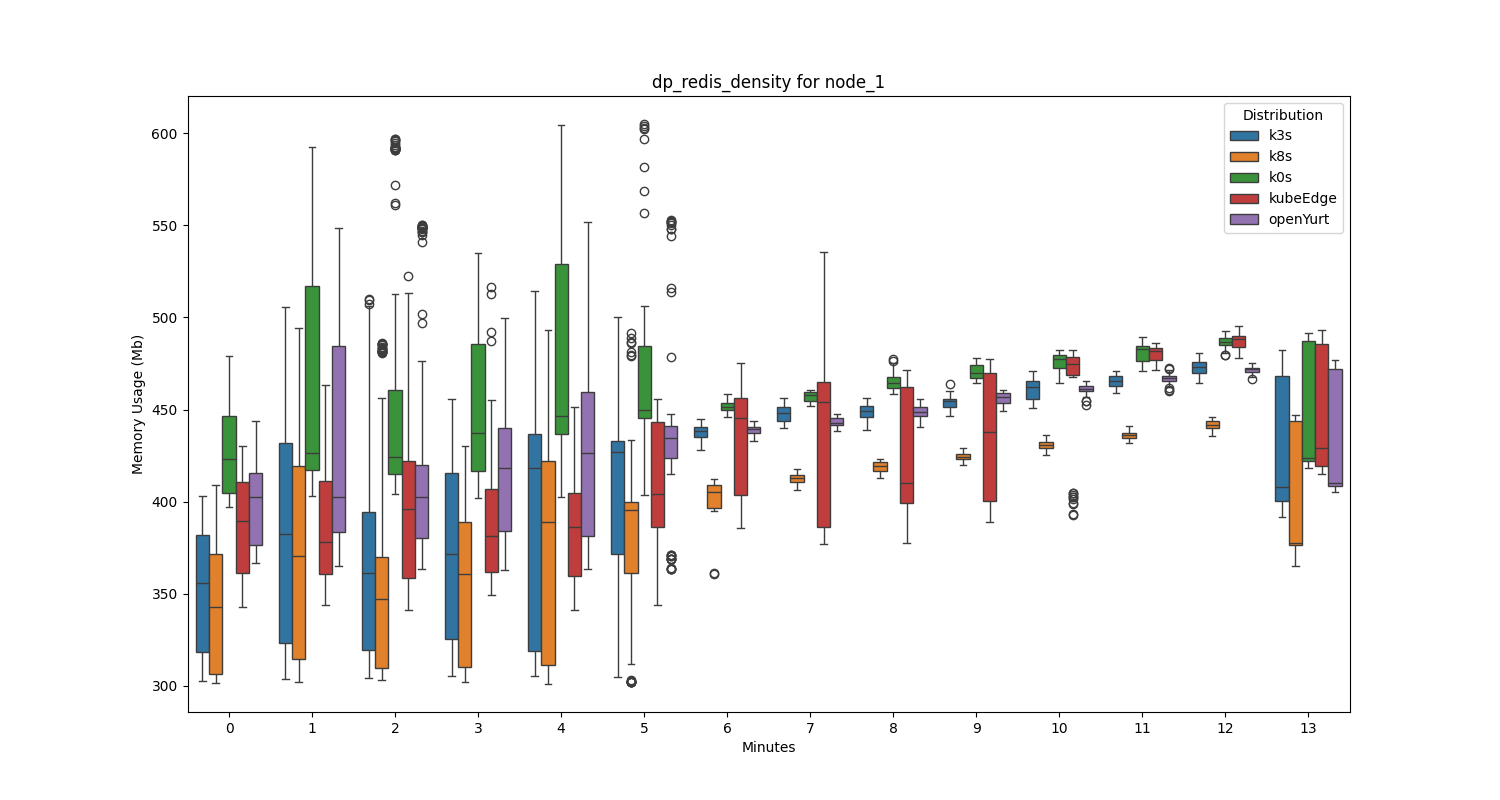 dp_redis_density for node_1
Memory Usage (Mb)
600
550
500
450
400
350
300
Distribution
k3s
k8s
k0s
kubeEdge
openYurt
0 1 2 3 4 5 6 7 8 9 10 11 12 13
Minutes